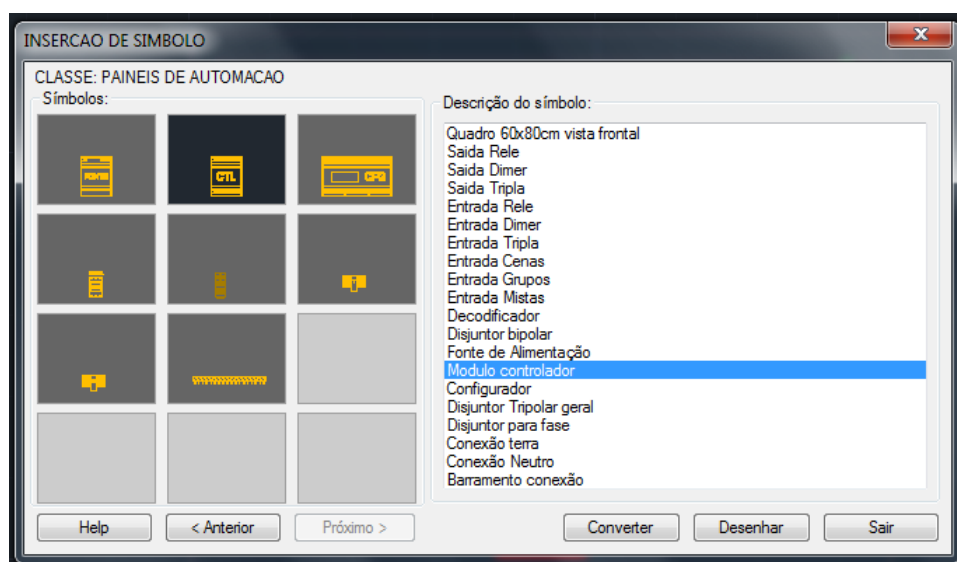 INSERCAO DE SIMBOLO
CLASSE: PAINEIS DE AUTOMACAO
Símbolos:
FONTE
CTL
CF2
Descrição do símbolo:
Quadro 60x80cm vista frontal
Saida Rele
Saida Dimer
Saida Tripla
Entrada Rele
Entrada Dimer
Entrada Tripla
Entrada Cenas
Entrada Grupos
Entrada Mistas
Decodificador
Disjuntor bipolar
Fonte de Alimentação
Modulo controlador
Configurador
Disjuntor Tripolar geral
Disjuntor para fase
Conexão terra
Conexão Neutro
Barramento conexão
Help
< Anterior
Próximo >
Converter
Desenhar
Sair